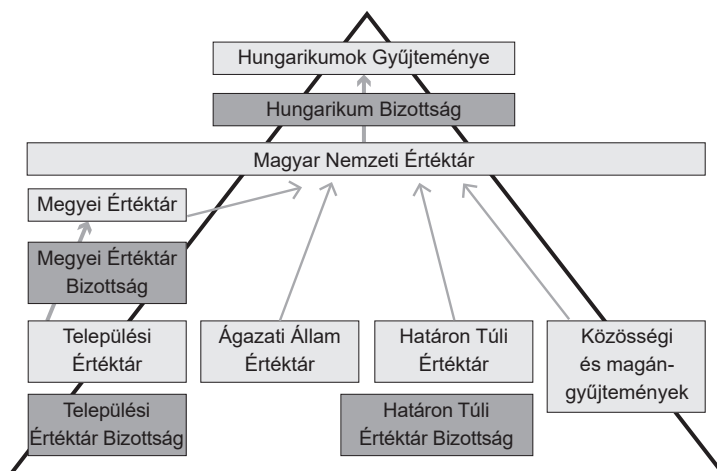 Hungarikumok Gyűjteménye
Hungarikum Bizottság
Magyar Nemzeti Értéktár
Megyei Értéktár
Megyei Értéktár
Bizottság
Települési
Értéktár
Ágazati Állam
Értéktár
Határon Túli
Értéktár
Közösségi
és magán-
gyűjtemények
Települési
Értéktár Bizottság
Határon Túli
Értéktár Bizottság